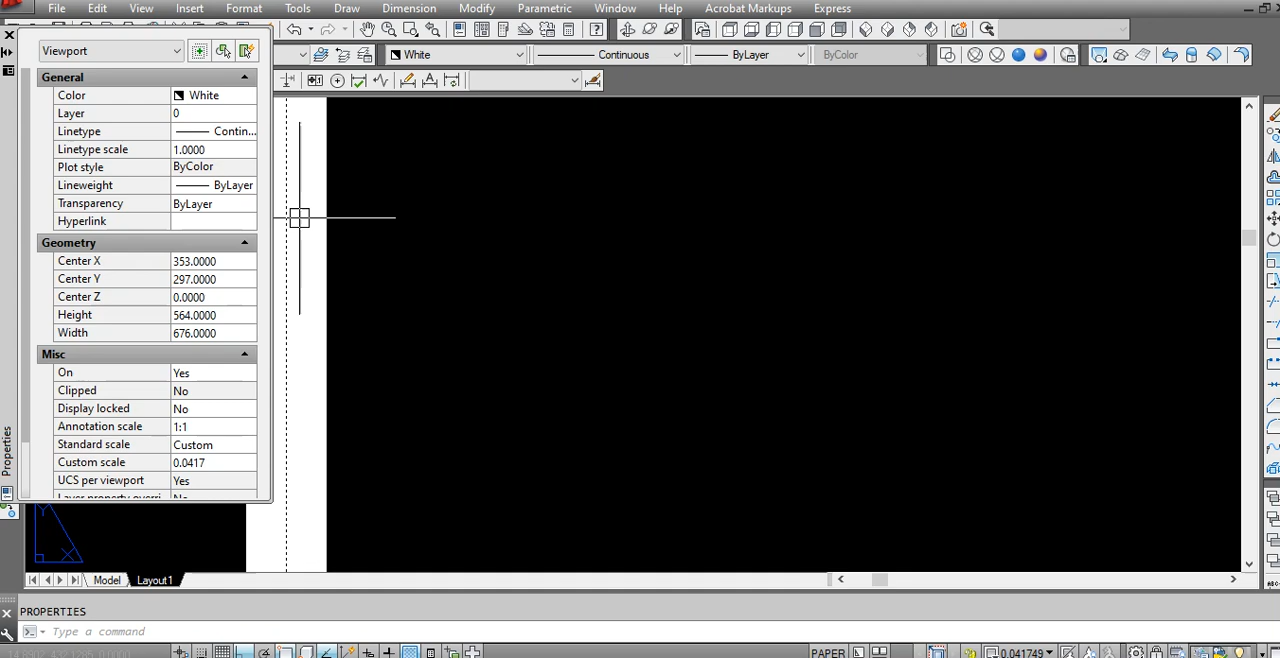 File Edit View Insert Format Tools Draw Dimension Modify Parametric Window Help Acrobat Markups Express
Viewport
White Continuous ByLayer ByColor
General
Color White
Layer 0
Linetype Contin...
Linetype scale 1.0000
Plot style ByColor
Lineweight ByLayer
Transparency ByLayer
Hyperlink
Geometry
Center X 353.0000
Center Y 297.0000
Center Z 0.0000
Height 564.0000
Width 676.0000
Misc
On Yes
Clipped No
Display locked No
Annotation scale 1:1
Standard scale Custom
Custom scale 0.0417
UCS per viewport Yes
Properties
Y
X
Model Layout1
PROPERTIES
Type a command
PAPER 0.041749